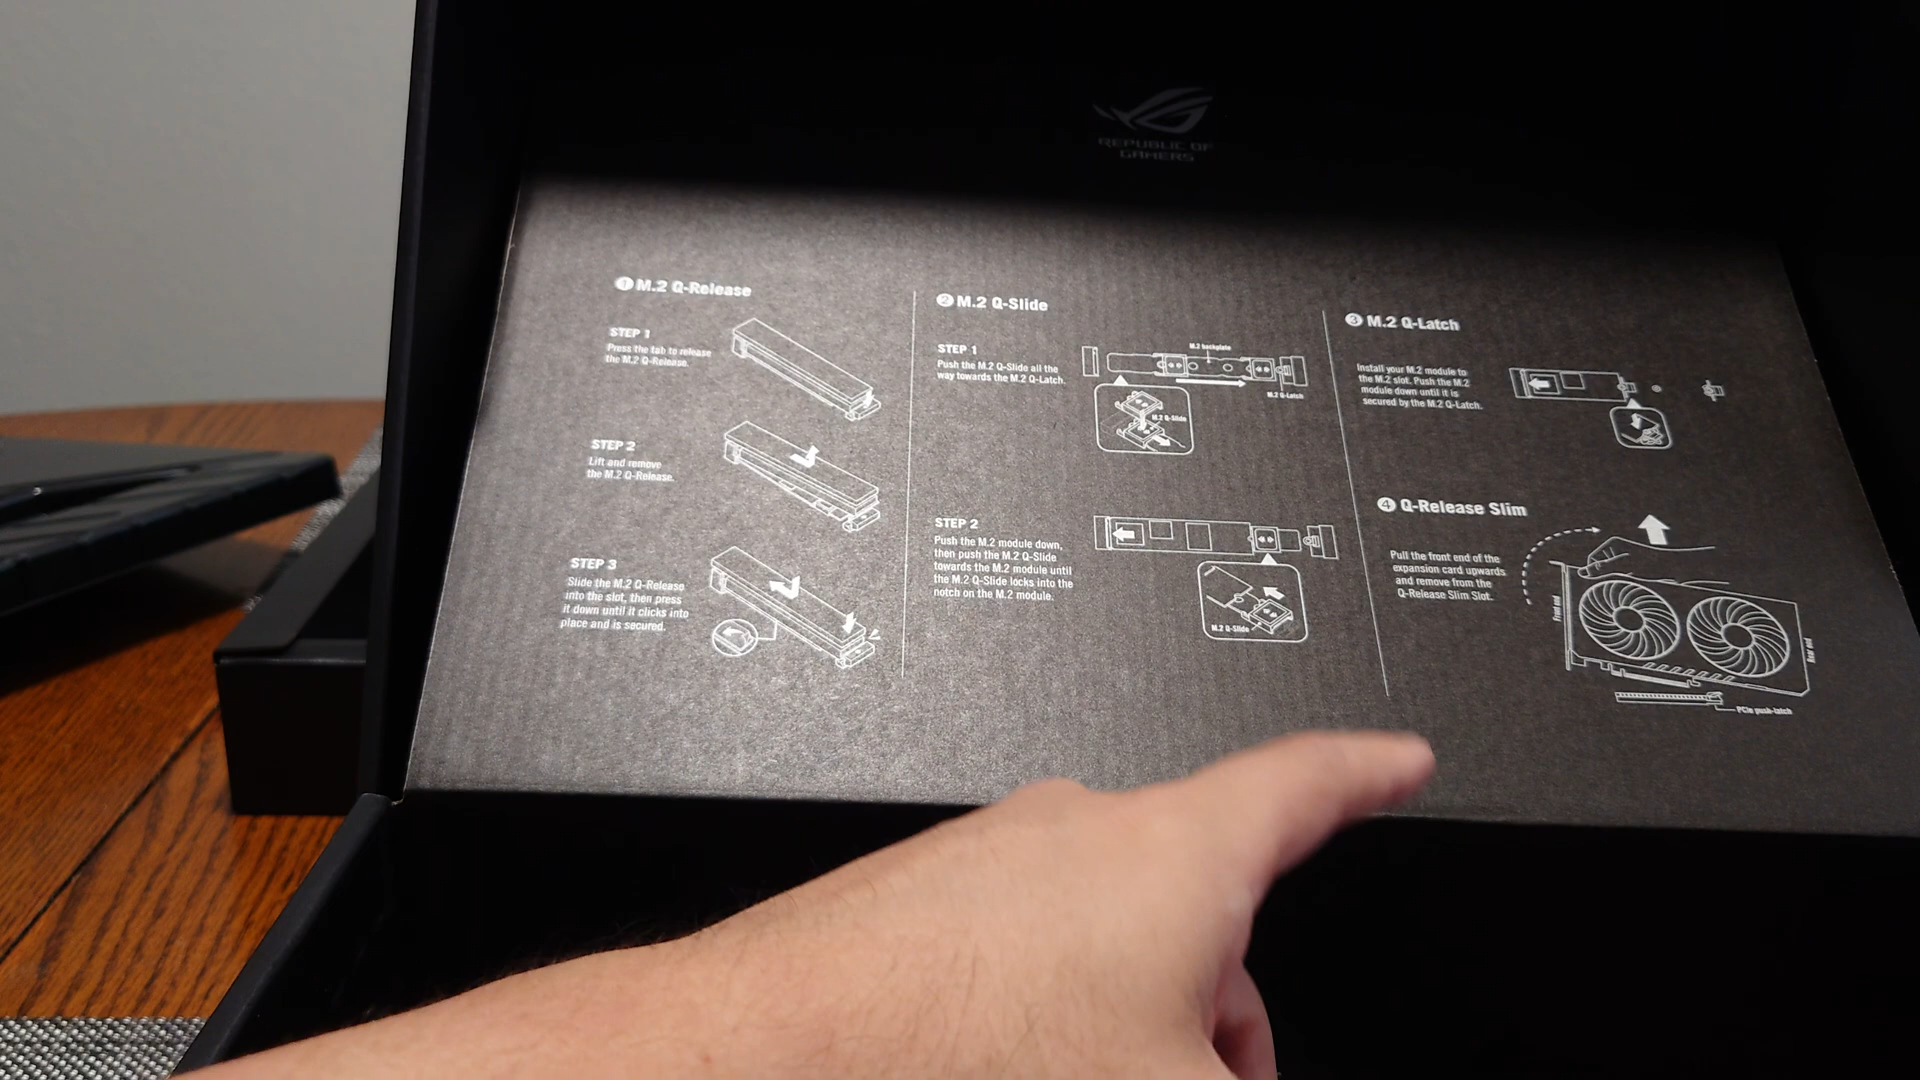 REPUBLIC OF
GAMERS
1 M.2 Q-Release
STEP 1
Press the tab to release
the M.2 Q-Release.
STEP 2
Lift and remove
the M.2 Q-Release.
STEP 3
Slide the M.2 Q-Release
into the slot, then press
it down until it clicks into
place and is secured.
2 M.2 Q-Slide
STEP 1
Push the M.2 Q-Slide all the
way towards the M.2 Q-Latch.
M.2 backplate
M.2 Q-Latch
M.2 Q-Slide
STEP 2
Push the M.2 module down,
then push the M.2 Q-Slide
towards the M.2 module until
the M.2 Q-Slide locks into the
notch on the M.2 module.
M.2 Q-Slide
3 M.2 Q-Latch
Install your M.2 module to
the M.2 slot. Push the M.2
module down until it is
secured by the M.2 Q-Latch.
4 Q-Release Slim
Pull the front end of the
expansion card upwards
and remove from the
Q-Release Slim Slot.
Front end
Rear end
PCIe push-latch